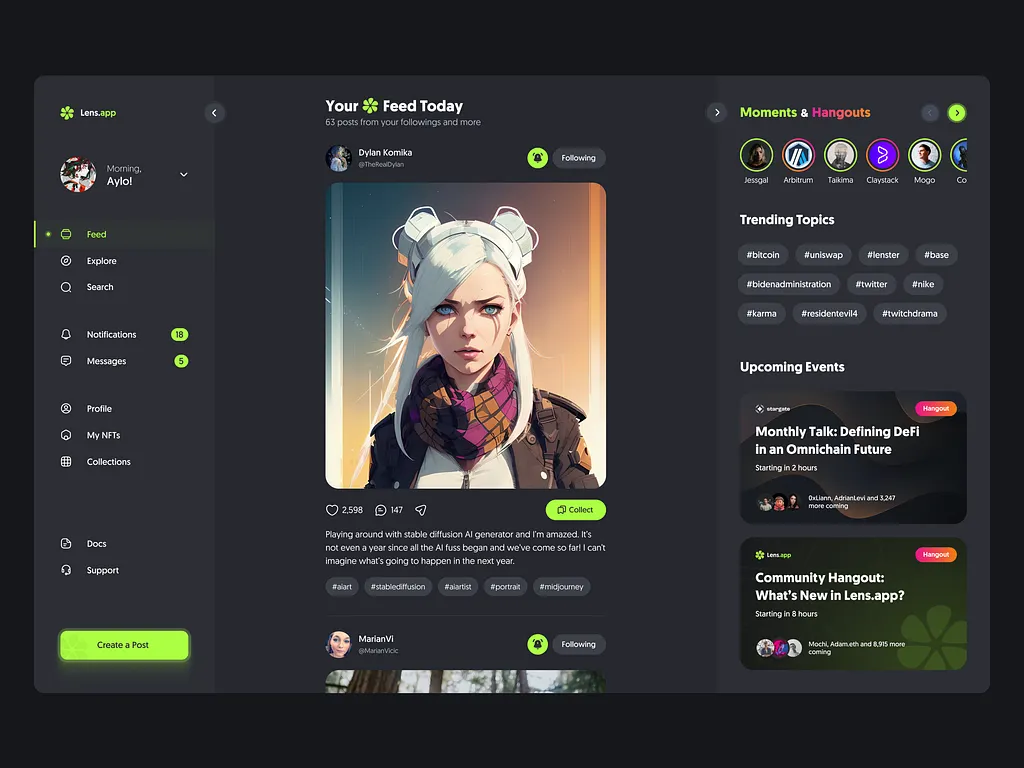 Lens.app
Morning,
Aylo!
Feed
Explore
Search
Notifications 18
Messages 5
Profile
My NFTs
Collections
Docs
Support
Create a Post
Your Feed Today
63 posts from your followings and more
Dylan Komika
@TheRealDylan
Following
2,598 147
Collect
Playing around with stable diffusion AI generator and I'm amazed. It's
not even a year since all the AI fuss began and we've come so far! I can't
imagine what's going to happen in the next year.
#aiart #stablediffusion #aiartist #portrait #midjourney
MarianVi
@MarianVicic
Following
Moments & Hangouts
Jessgal Arbitrum Taikima Claystack Mogo Co
Trending Topics
#bitcoin #uniswap #lenster #base
#bidenadministration #twitter #nike
#karma #residentevil4 #twitchdrama
Upcoming Events
stargate
Hangout
Monthly Talk: Defining DeFi
in an Omnichain Future
Starting in 2 hours
0xLiann, AdrianLevi and 3,247
more coming
Lens.app
Hangout
Community Hangout:
What's New in Lens.app?
Starting in 8 hours
Mochi, Adam.eth and 8,915 more
coming